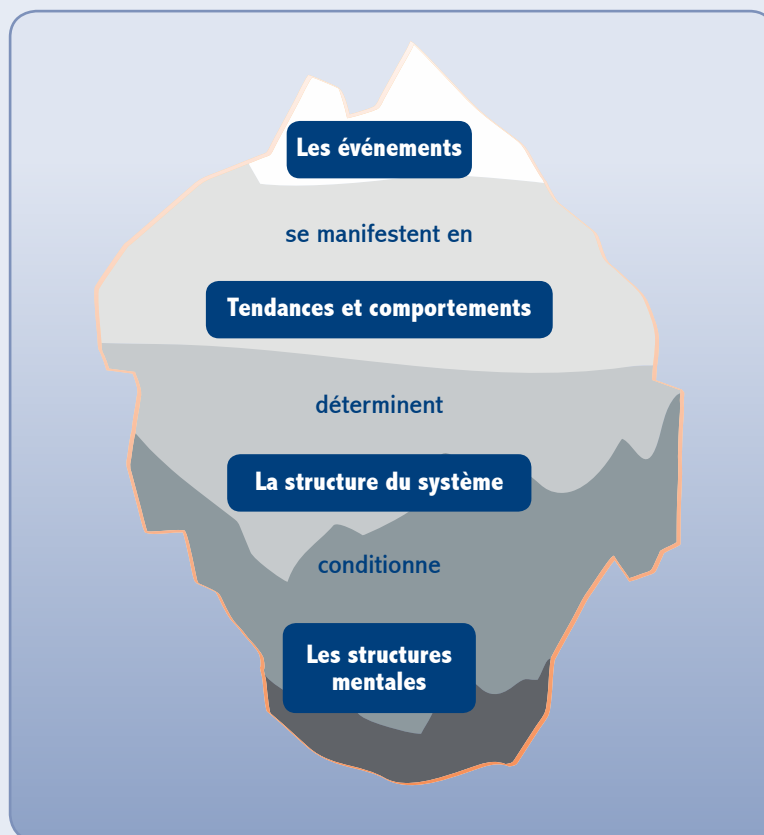 Les événements
se manifestent en
Tendances et comportements
déterminent
La structure du système
conditionne
Les structures
mentales